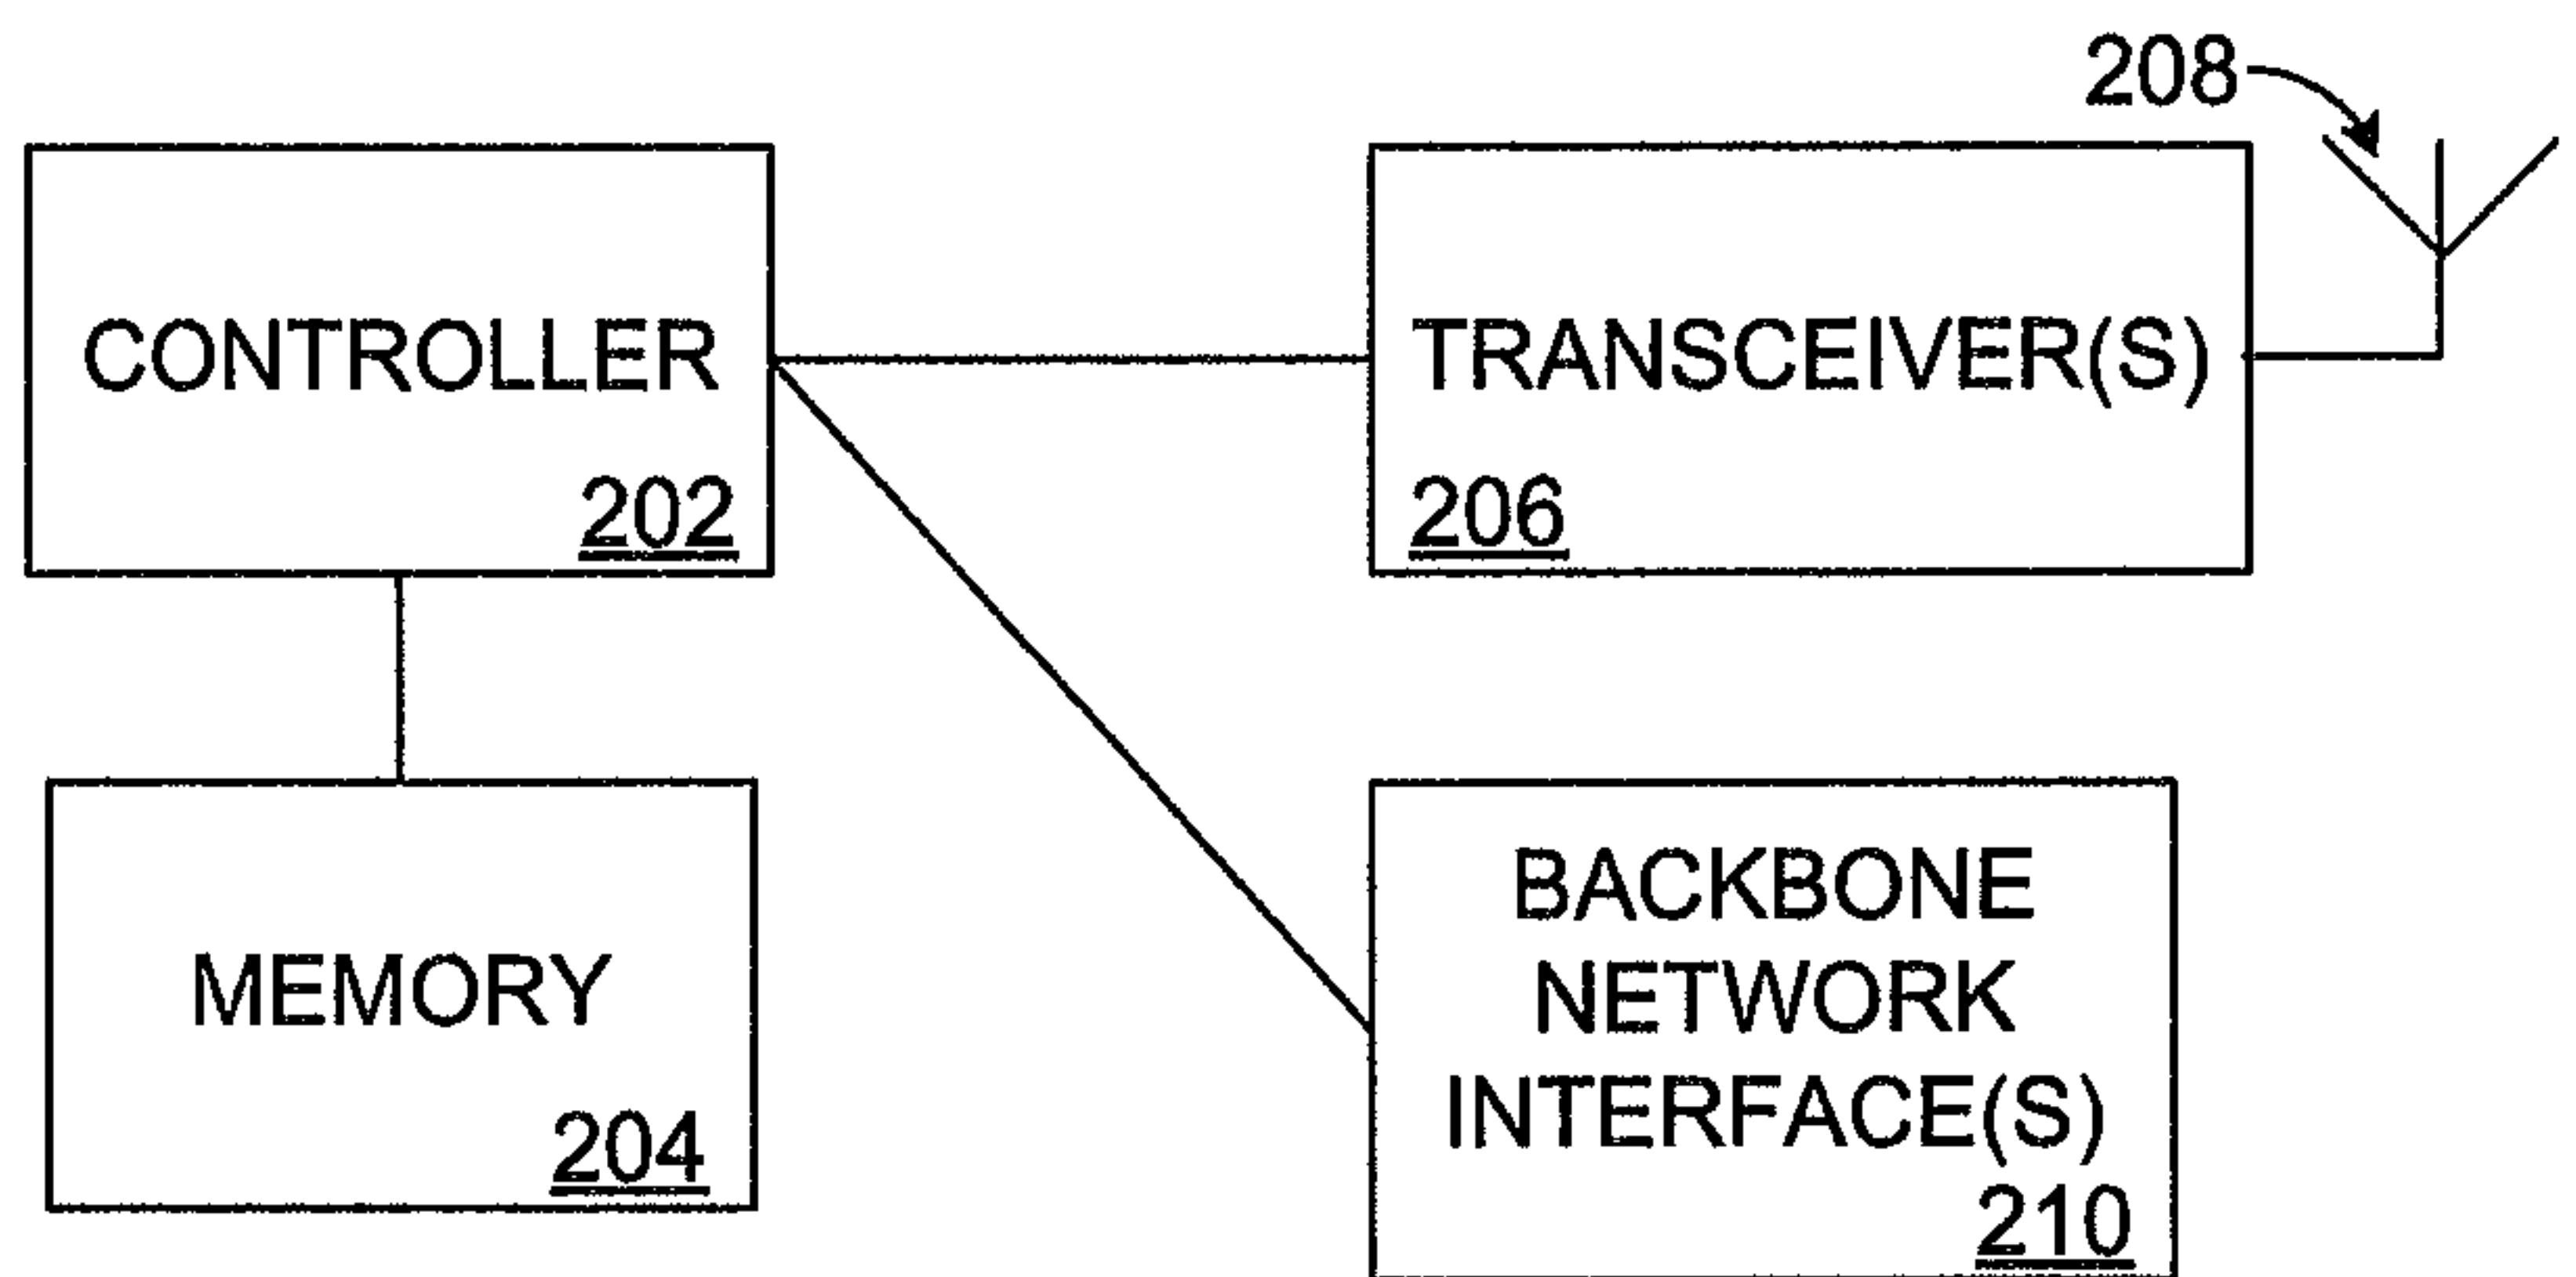 208
CONTROLLER
202
TRANSCEIVER(S)
206
MEMORY
204
BACKBONE
NETWORK
INTERFACE(S)
210